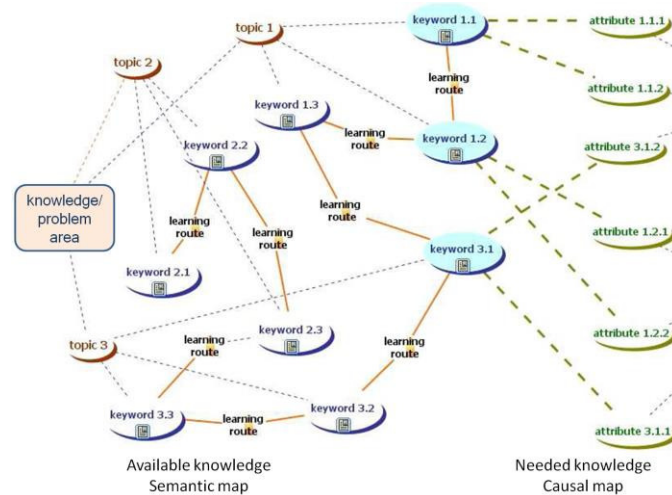 topic 1
keyword 1.1
attribute 1.1.1
topic 2
learning
route
attribute 1.1.2
keyword 1.3
keyword 2.2
learning
route
keyword 1.2
attribute 3.1.2
knowledge/
problem
area
learning
route
learning
route
learning
route
attribute 1.2.1
keyword 3.1
keyword 2.1
keyword 2.3
attribute 1.2.2
topic 3
learning
route
learning
route
keyword 3.3
learning
route
keyword 3.2
attribute 3.1.1
Available knowledge
Semantic map
Needed knowledge
Causal map